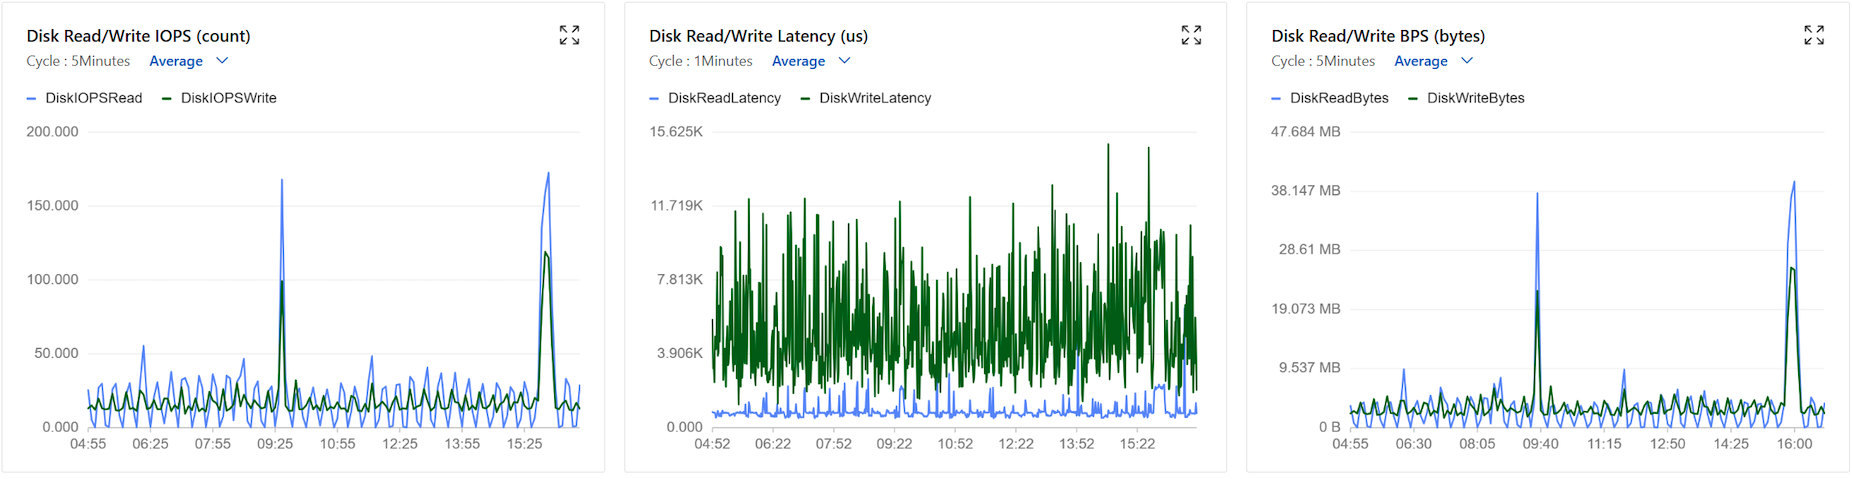 Disk Read/Write IOPS (count)
Cycle : 5Minutes Average
DiskIOPSRead DiskIOPSWrite
200.000
150.000
100.000
50.000
0.000
04:55 06:25 07:55 09:25 10:55 12:25 13:55 15:25
Disk Read/Write Latency (us)
Cycle : 1Minutes Average
DiskReadLatency DiskWriteLatency
15.625K
11.719K
7.813K
3.906K
0.000
04:52 06:22 07:52 09:22 10:52 12:22 13:52 15:22
Disk Read/Write BPS (bytes)
Cycle : 5Minutes Average
DiskReadBytes DiskWriteBytes
47.684 MB
38.147 MB
28.61 MB
19.073 MB
9.537 MB
0 B
04:55 06:30 08:05 09:40 11:15 12:50 14:25 16:00